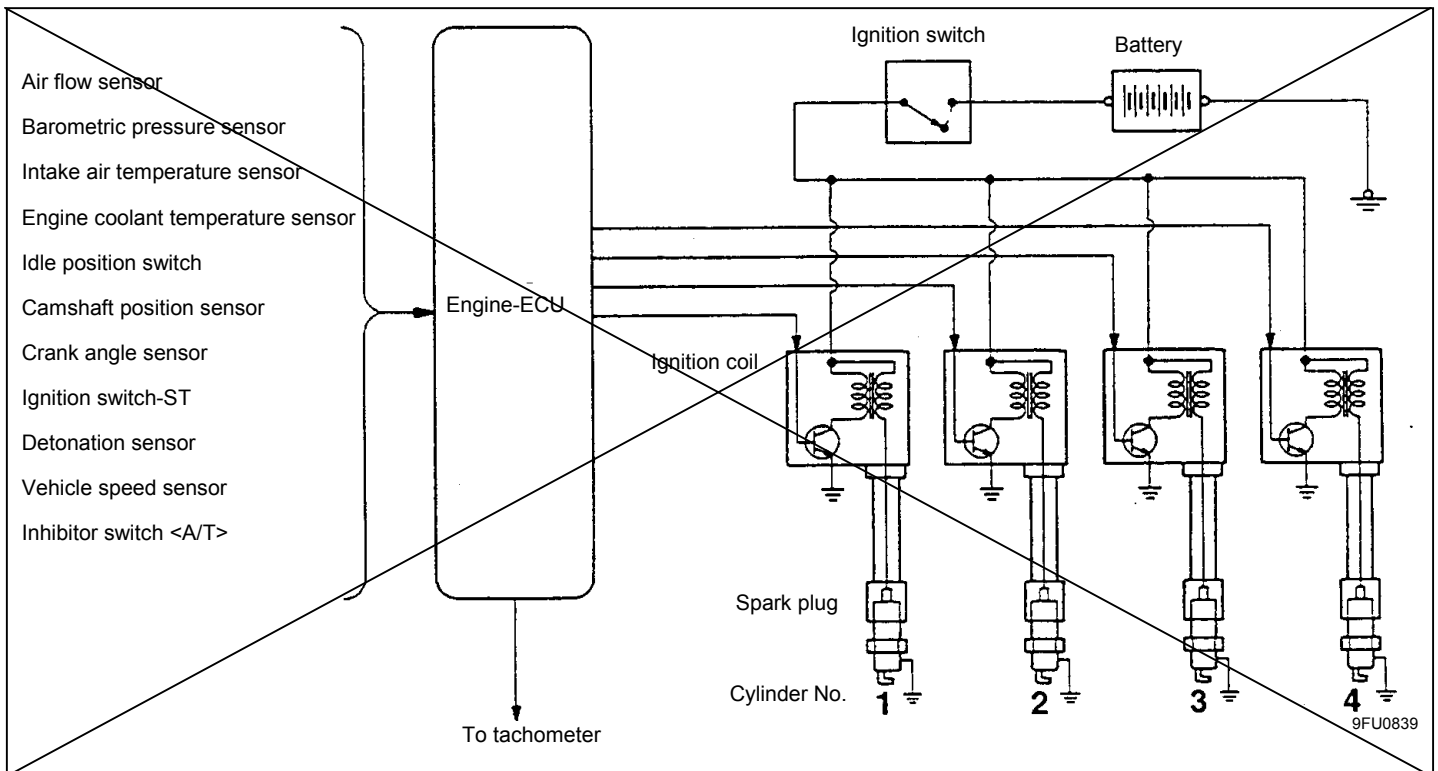 Air flow sensor
Barometric pressure sensor
Intake air temperature sensor
Engine coolant temperature sensor
Idle position switch
Camshaft position sensor
Crank angle sensor
Ignition switch-ST
Detonation sensor
Vehicle speed sensor
Inhibitor switch <A/T>
Engine-ECU
To tachometer
Ignition switch
Battery
Ignition coil
Spark plug
Cylinder No.
1 2 3 4
9FU0839